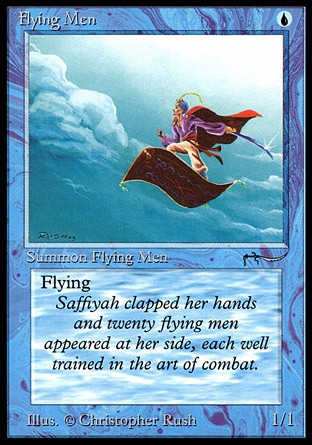 Flying Men
Summon Flying Men
Flying
Saffiyah clapped her hands
and twenty flying men
appeared at her side, each well
trained in the art of combat.
Illus. © Christopher Rush
1/1